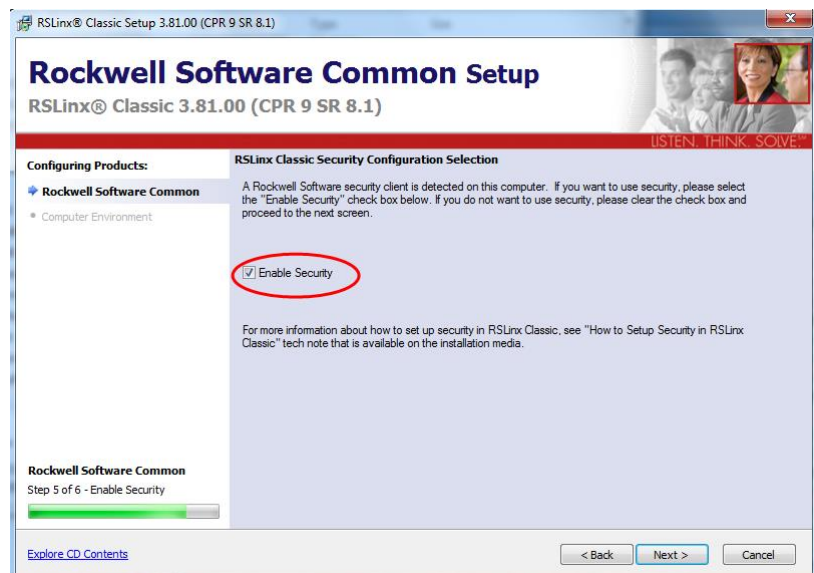 RSLinx® Classic Setup 3.81.00 (CPR 9 SR 8.1)
Rockwell Software Common Setup
RSLinx® Classic 3.81.00 (CPR 9 SR 8.1)
LISTEN. THINK. SOLVE.℠
Configuring Products:
Rockwell Software Common
Computer Environment
RSLinx Classic Security Configuration Selection
A Rockwell Software security client is detected on this computer. If you want to use security, please select
the "Enable Security" check box below. If you do not want to use security, please clear the check box and
proceed to the next screen.
Enable Security
For more information about how to set up security in RSLinx Classic, see "How to Setup Security in RSLinx
Classic" tech note that is available on the installation media.
Rockwell Software Common
Step 5 of 6 - Enable Security
Explore CD Contents
< Back
Next >
Cancel